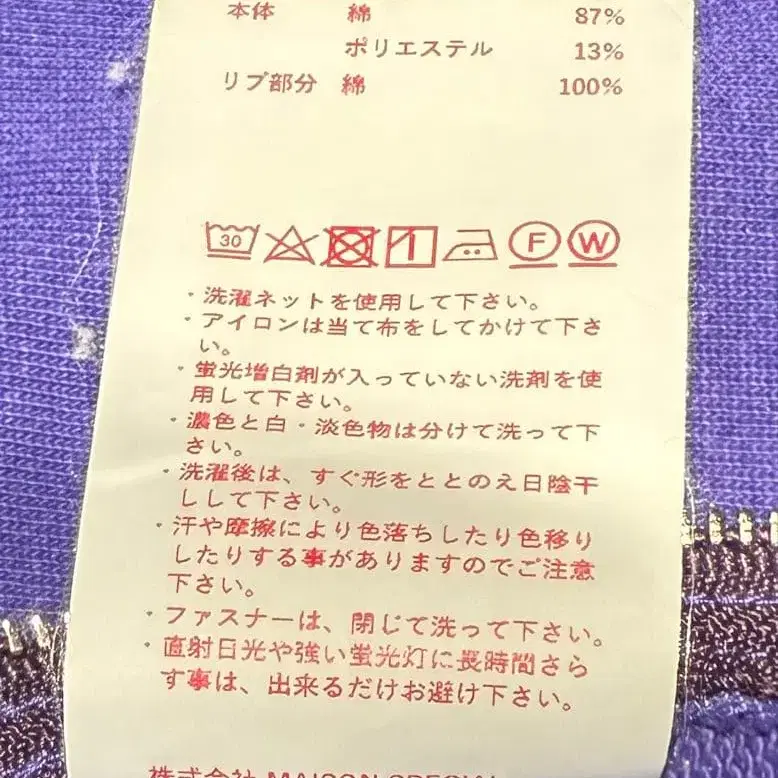 本体 綿 87%
ポリエステル 13%
リブ部分 綿 100%
30 F W
・洗濯ネットを使用して下さい。
・アイロンは当て布をしてかけて下さ
い。
・蛍光増白剤が入っていない洗剤を使
用して下さい。
・濃色と白・淡色物は分けて洗って下
さい。
・洗濯後は、すぐ形をととのえ日陰干
しして下さい。
・汗や摩擦により色落ちしたり色移り
したりする事がありますのでご注意
下さい。
・ファスナーは、閉じて洗って下さい。
・直射日光や強い蛍光灯に長時間さら
す事は、出来るだけお避け下さい。
株式会社 MAISON SPECIAL